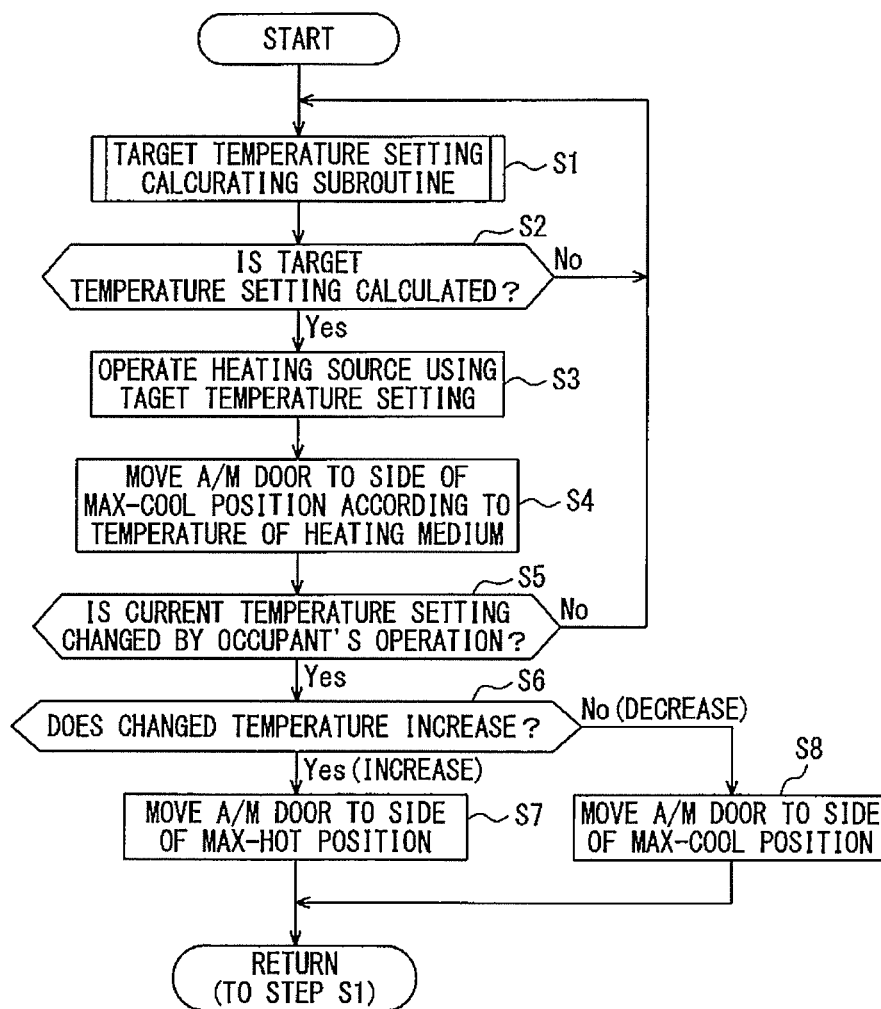 START
TARGET TEMPERATURE SETTING
CALCURATING SUBROUTINE
S1
S2
IS TARGET
TEMPERATURE SETTING CALCULATED?
No
Yes
OPERATE HEATING SOURCE USING
TAGET TEMPERATURE SETTING
S3
MOVE A/M DOOR TO SIDE OF
MAX-COOL POSITION ACCORDING TO
TEMPERATURE OF HEATING MEDIUM
S4
S5
IS CURRENT TEMPERATURE SETTING
CHANGED BY OCCUPANT'S OPERATION?
No
Yes
S6
DOES CHANGED TEMPERATURE INCREASE?
No(DECREASE)
Yes(INCREASE)
S8
MOVE A/M DOOR TO SIDE
OF MAX-HOT POSITION
S7
MOVE A/M DOOR TO SIDE
OF MAX-COOL POSITION
RETURN
(TO STEP S1)